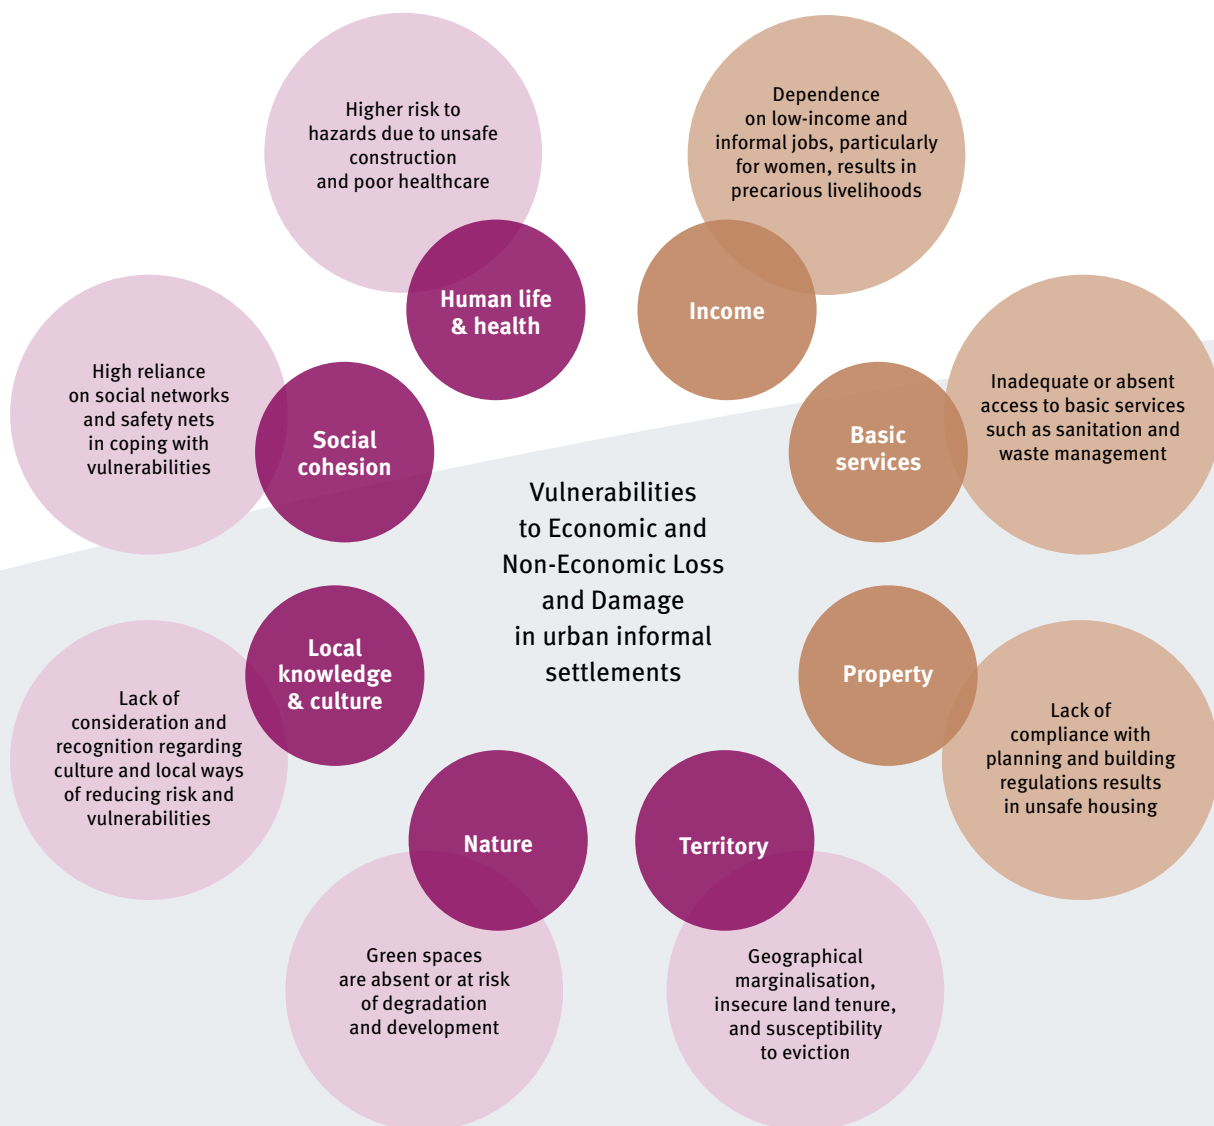 Higher risk to
hazards due to unsafe
construction
and poor healthcare
Human life
& health
Dependence
on low-income and
informal jobs, particularly
for women, results in
precarious livelihoods
Income
High reliance
on social networks
and safety nets
in coping with
vulnerabilities
Social
cohesion
Basic
services
Inadequate or absent
access to basic services
such as sanitation and
waste management
Vulnerabilities
to Economic and
Non-Economic Loss
and Damage
in urban informal
settlements
Local
knowledge
& culture
Lack of
consideration and
recognition regarding
culture and local ways
of reducing risk and
vulnerabilities
Property
Lack of
compliance with
planning and building
regulations results
in unsafe housing
Nature
Green spaces
are absent or at risk
of degradation
and development
Territory
Geographical
marginalisation,
insecure land tenure,
and susceptibility
to eviction